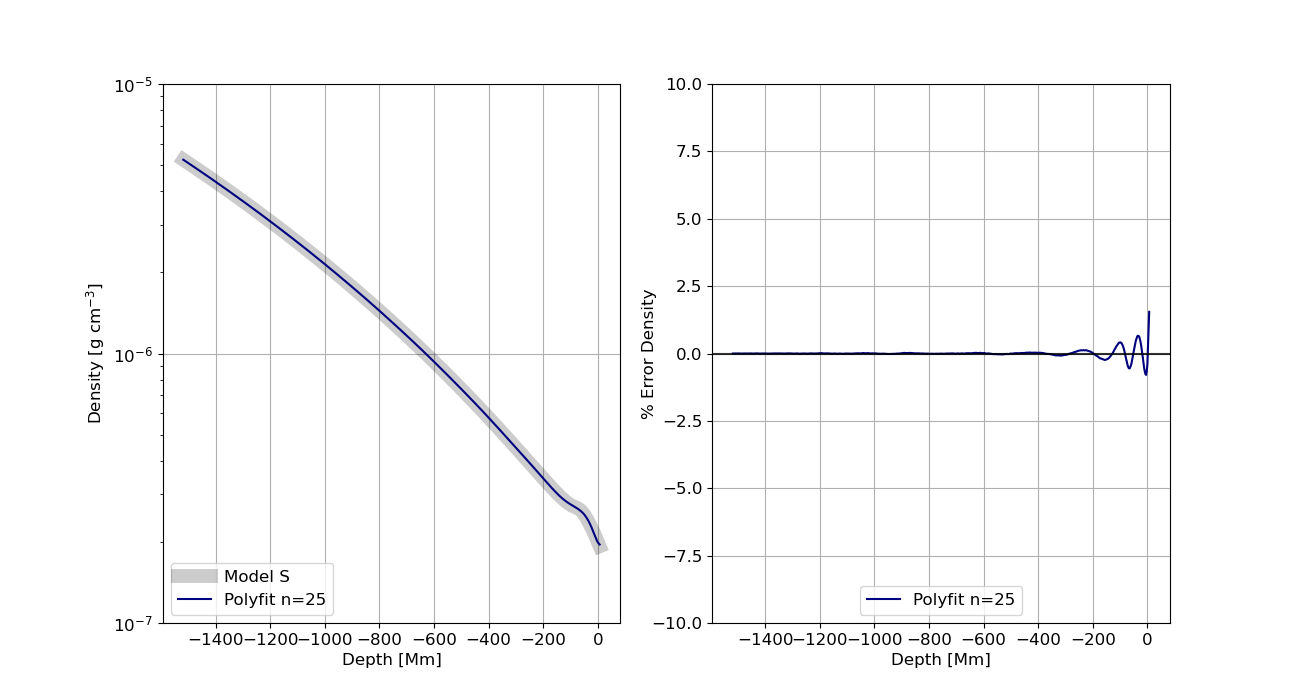 10⁻⁵
10⁻⁶
10⁻⁷
Density [g cm⁻³]
Model S
Polyfit n=25
−1400 −1200 −1000 −800 −600 −400 −200 0
Depth [Mm]
10.0
7.5
5.0
2.5
0.0
−2.5
−5.0
−7.5
−10.0
% Error Density
Polyfit n=25
−1400 −1200 −1000 −800 −600 −400 −200 0
Depth [Mm]